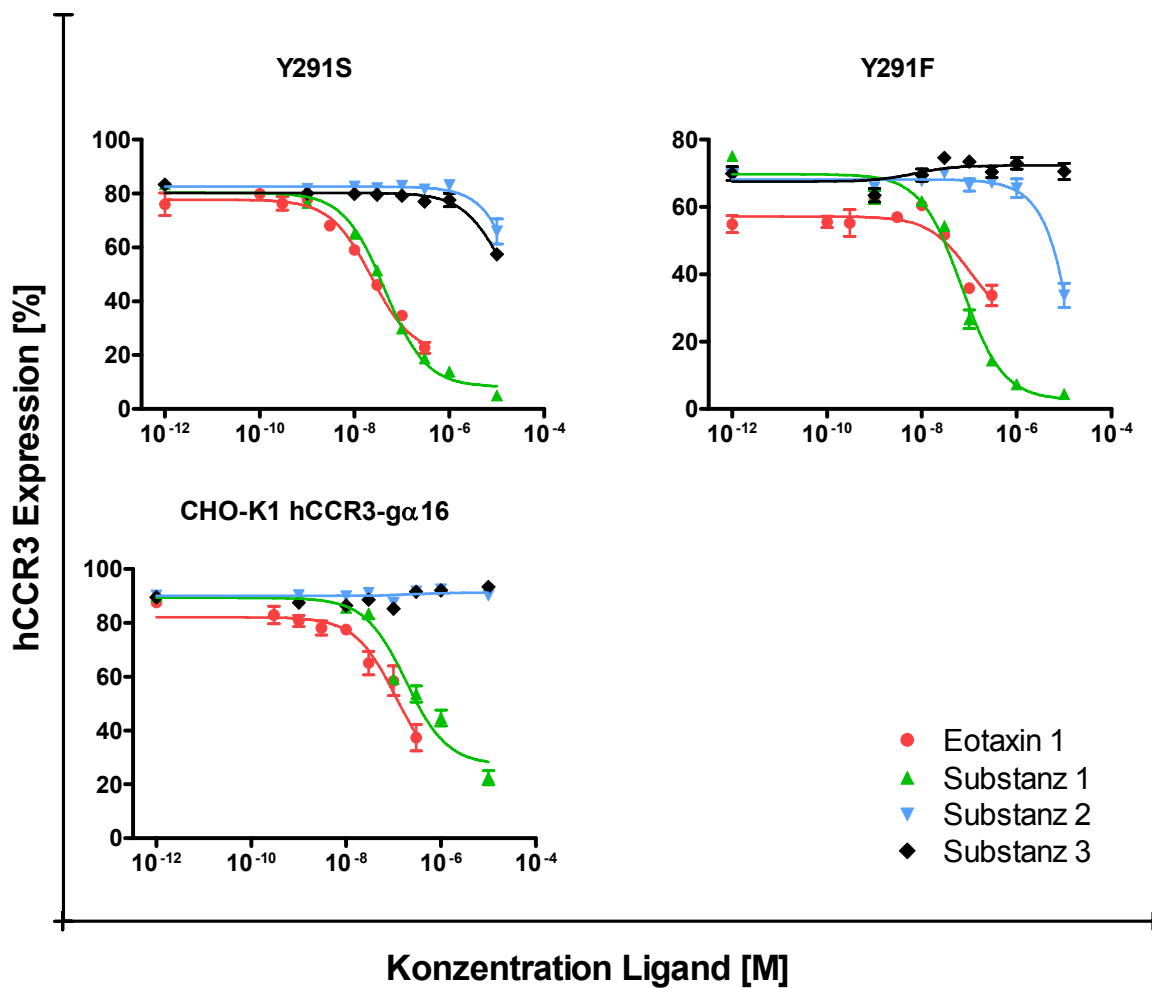 Y291S
100
80
60
40
20
0
10-12 10-10 10-8 10-6 10-4
Y291F
80
60
40
20
0
10-12 10-10 10-8 10-6 10-4
CHO-K1 hCCR3-gα16
100
80
60
40
20
0
10-12 10-10 10-8 10-6 10-4
hCCR3 Expression [%]
Eotaxin 1
Substanz 1
Substanz 2
Substanz 3
Konzentration Ligand [M]